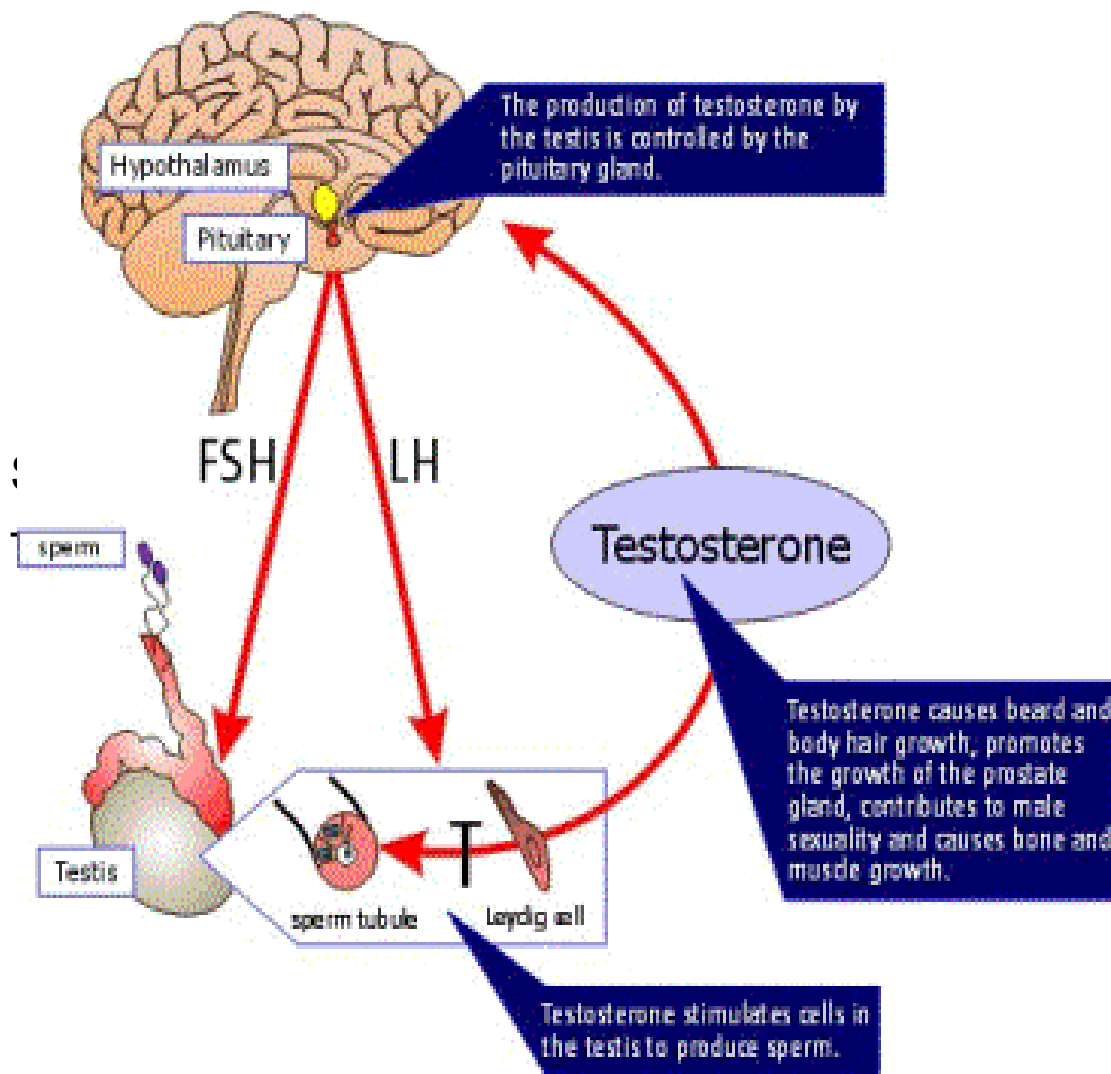 The production of testosterone by
the testis is controlled by the
pituitary gland.
Hypothalamus
Pituitary
FSH
LH
sperm
Testosterone
Testosterone causes beard and
body hair growth, promotes
the growth of the prostate
gland, contributes to male
sexuality and causes bone and
muscle growth.
T
Testis
sperm tubule
Leydig cell
Testosterone stimulates cells in
the testis to produce sperm.